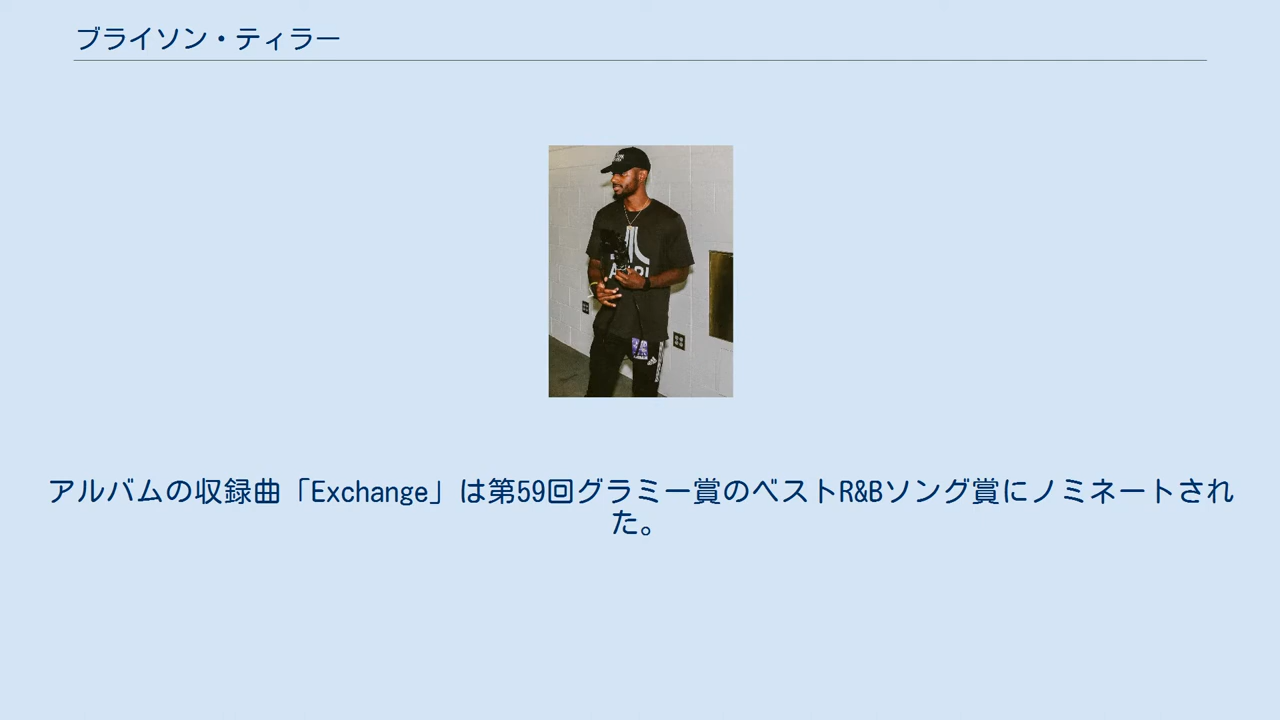 ブライソン・ティラー
アルバムの収録曲「Exchange」は第59回グラミー賞のベストR&Bソング賞にノミネートされ
た。